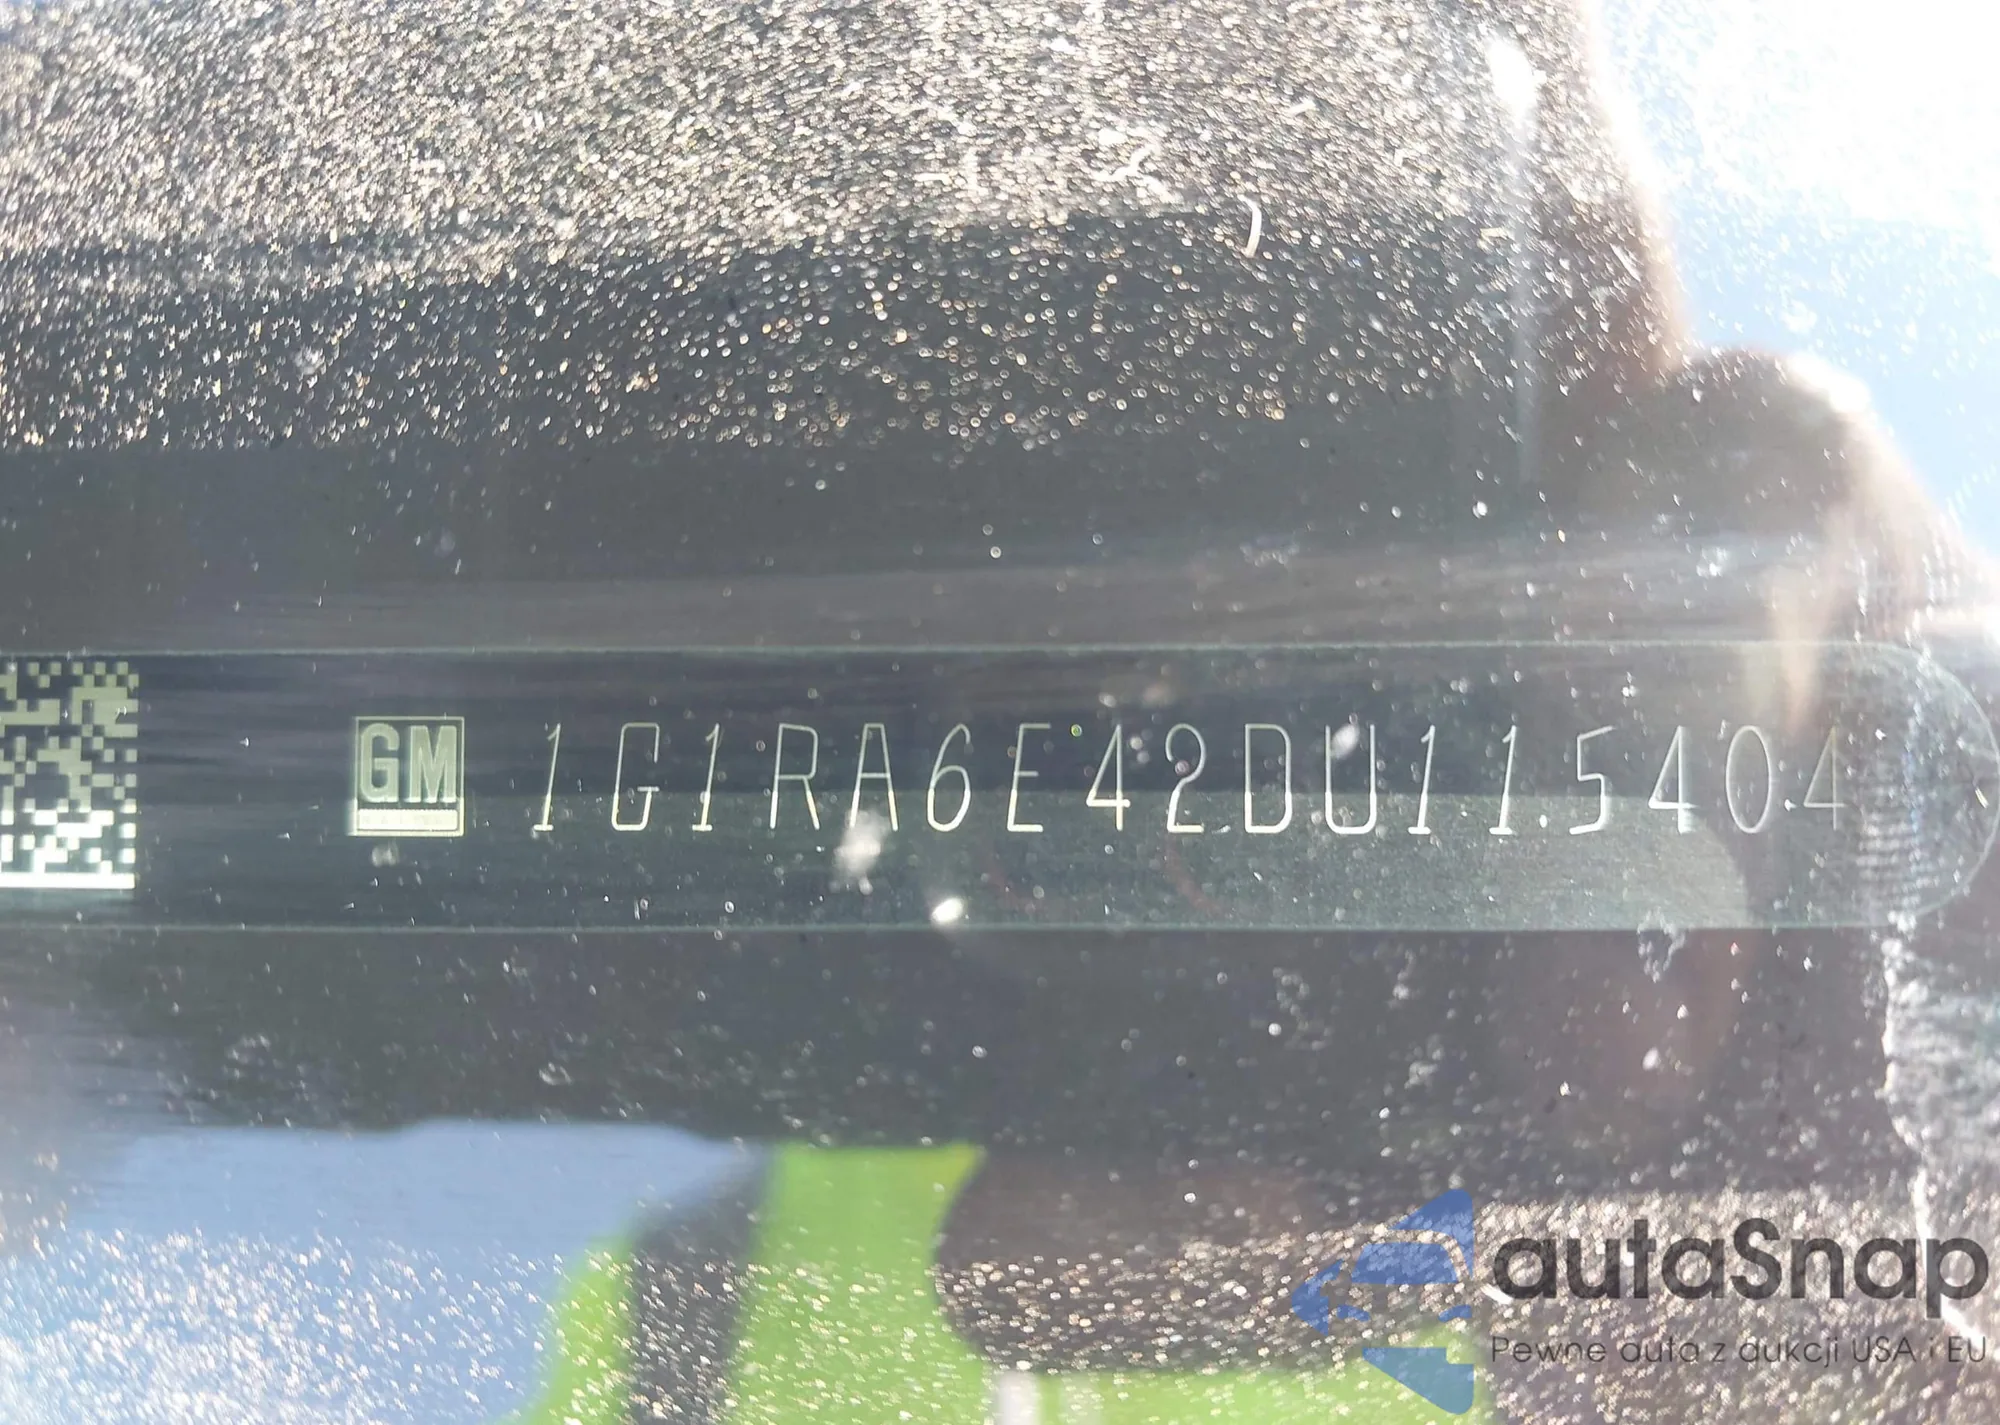 GM 1G1RA6E42DU115404
autaSnap
Pewne auta z aukcji USA i EU